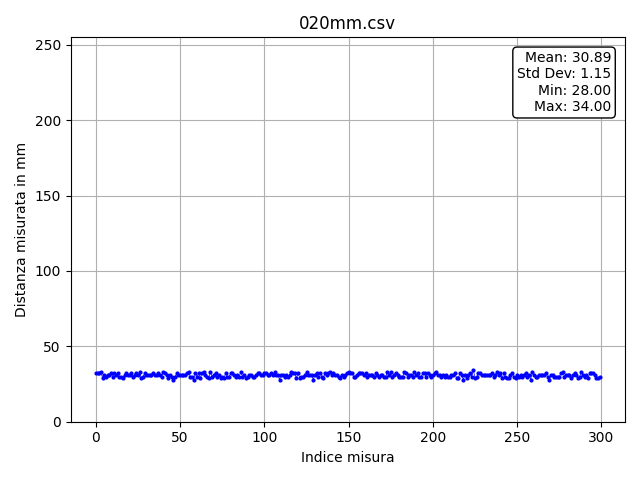 020mm.csv
Mean: 30.89
Std Dev: 1.15
Min: 28.00
Max: 34.00
Distanza misurata in mm
250
200
150
100
50
0
0 50 100 150 200 250 300
Indice misura